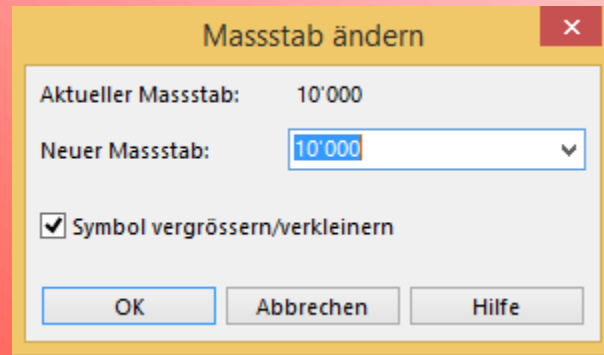 Massstab ändern
Aktueller Massstab: 10'000
Neuer Massstab: 10'000
Symbol vergrössern/verkleinern
OK Abbrechen Hilfe